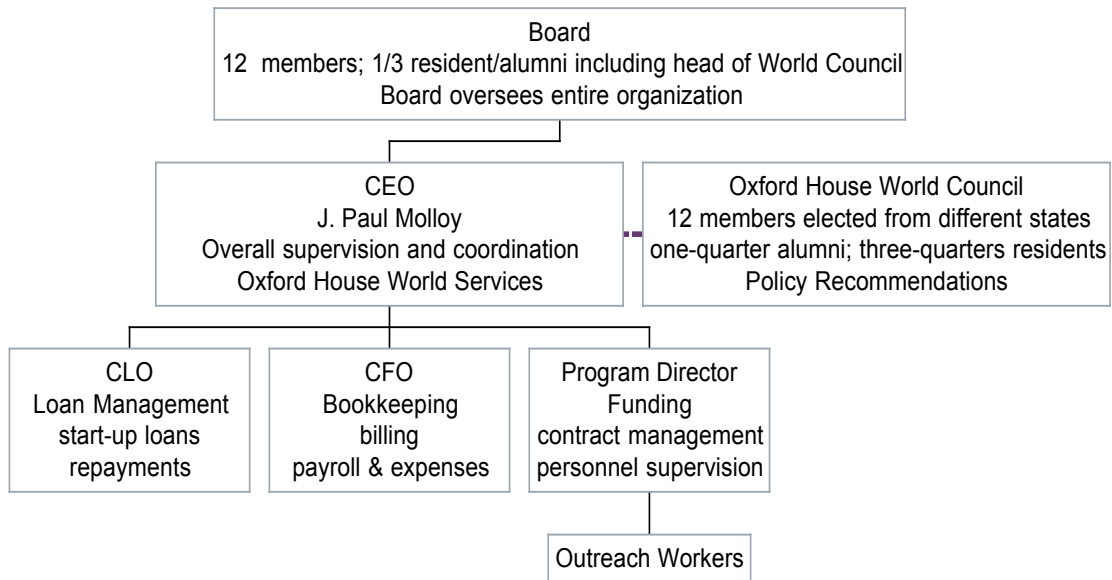 Board
12 members; 1/3 resident/alumni including head of World Council
Board oversees entire organization
CEO
J. Paul Molloy
Overall supervision and coordination
Oxford House World Services
Oxford House World Council
12 members elected from different states
one-quarter alumni; three-quarters residents
Policy Recommendations
CLO
Loan Management
start-up loans
repayments
CFO
Bookkeeping
billing
payroll & expenses
Program Director
Funding
contract management
personnel supervision
Outreach Workers